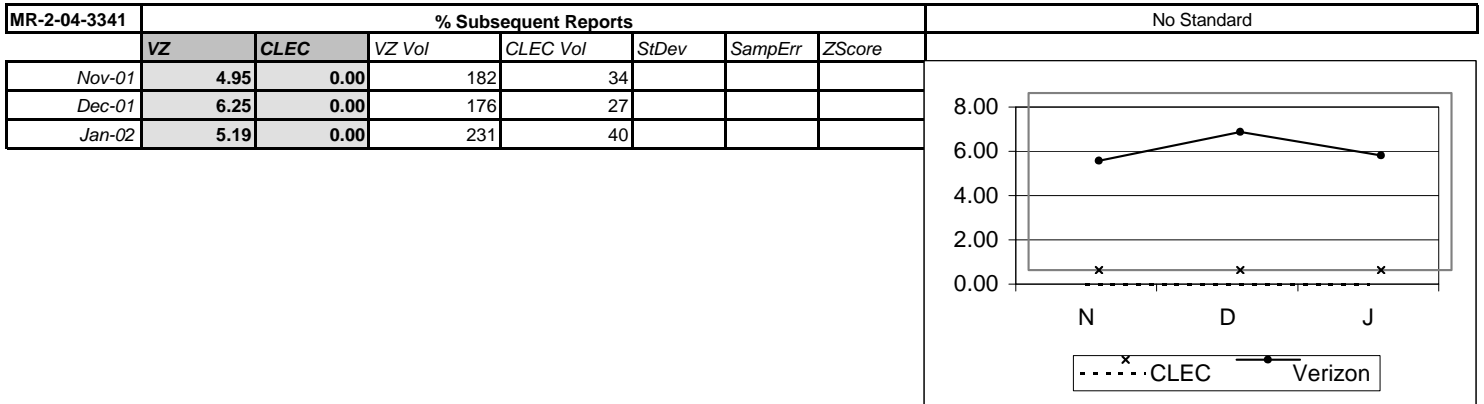 MR-2-04-3341 % Subsequent Reports No Standard
VZ CLEC VZ Vol CLEC Vol StDev SampErr ZScore
Nov-01 4.95 0.00 182 34
Dec-01 6.25 0.00 176 27
Jan-02 5.19 0.00 231 40
8.00
6.00
4.00
2.00
0.00
N D J
CLEC Verizon